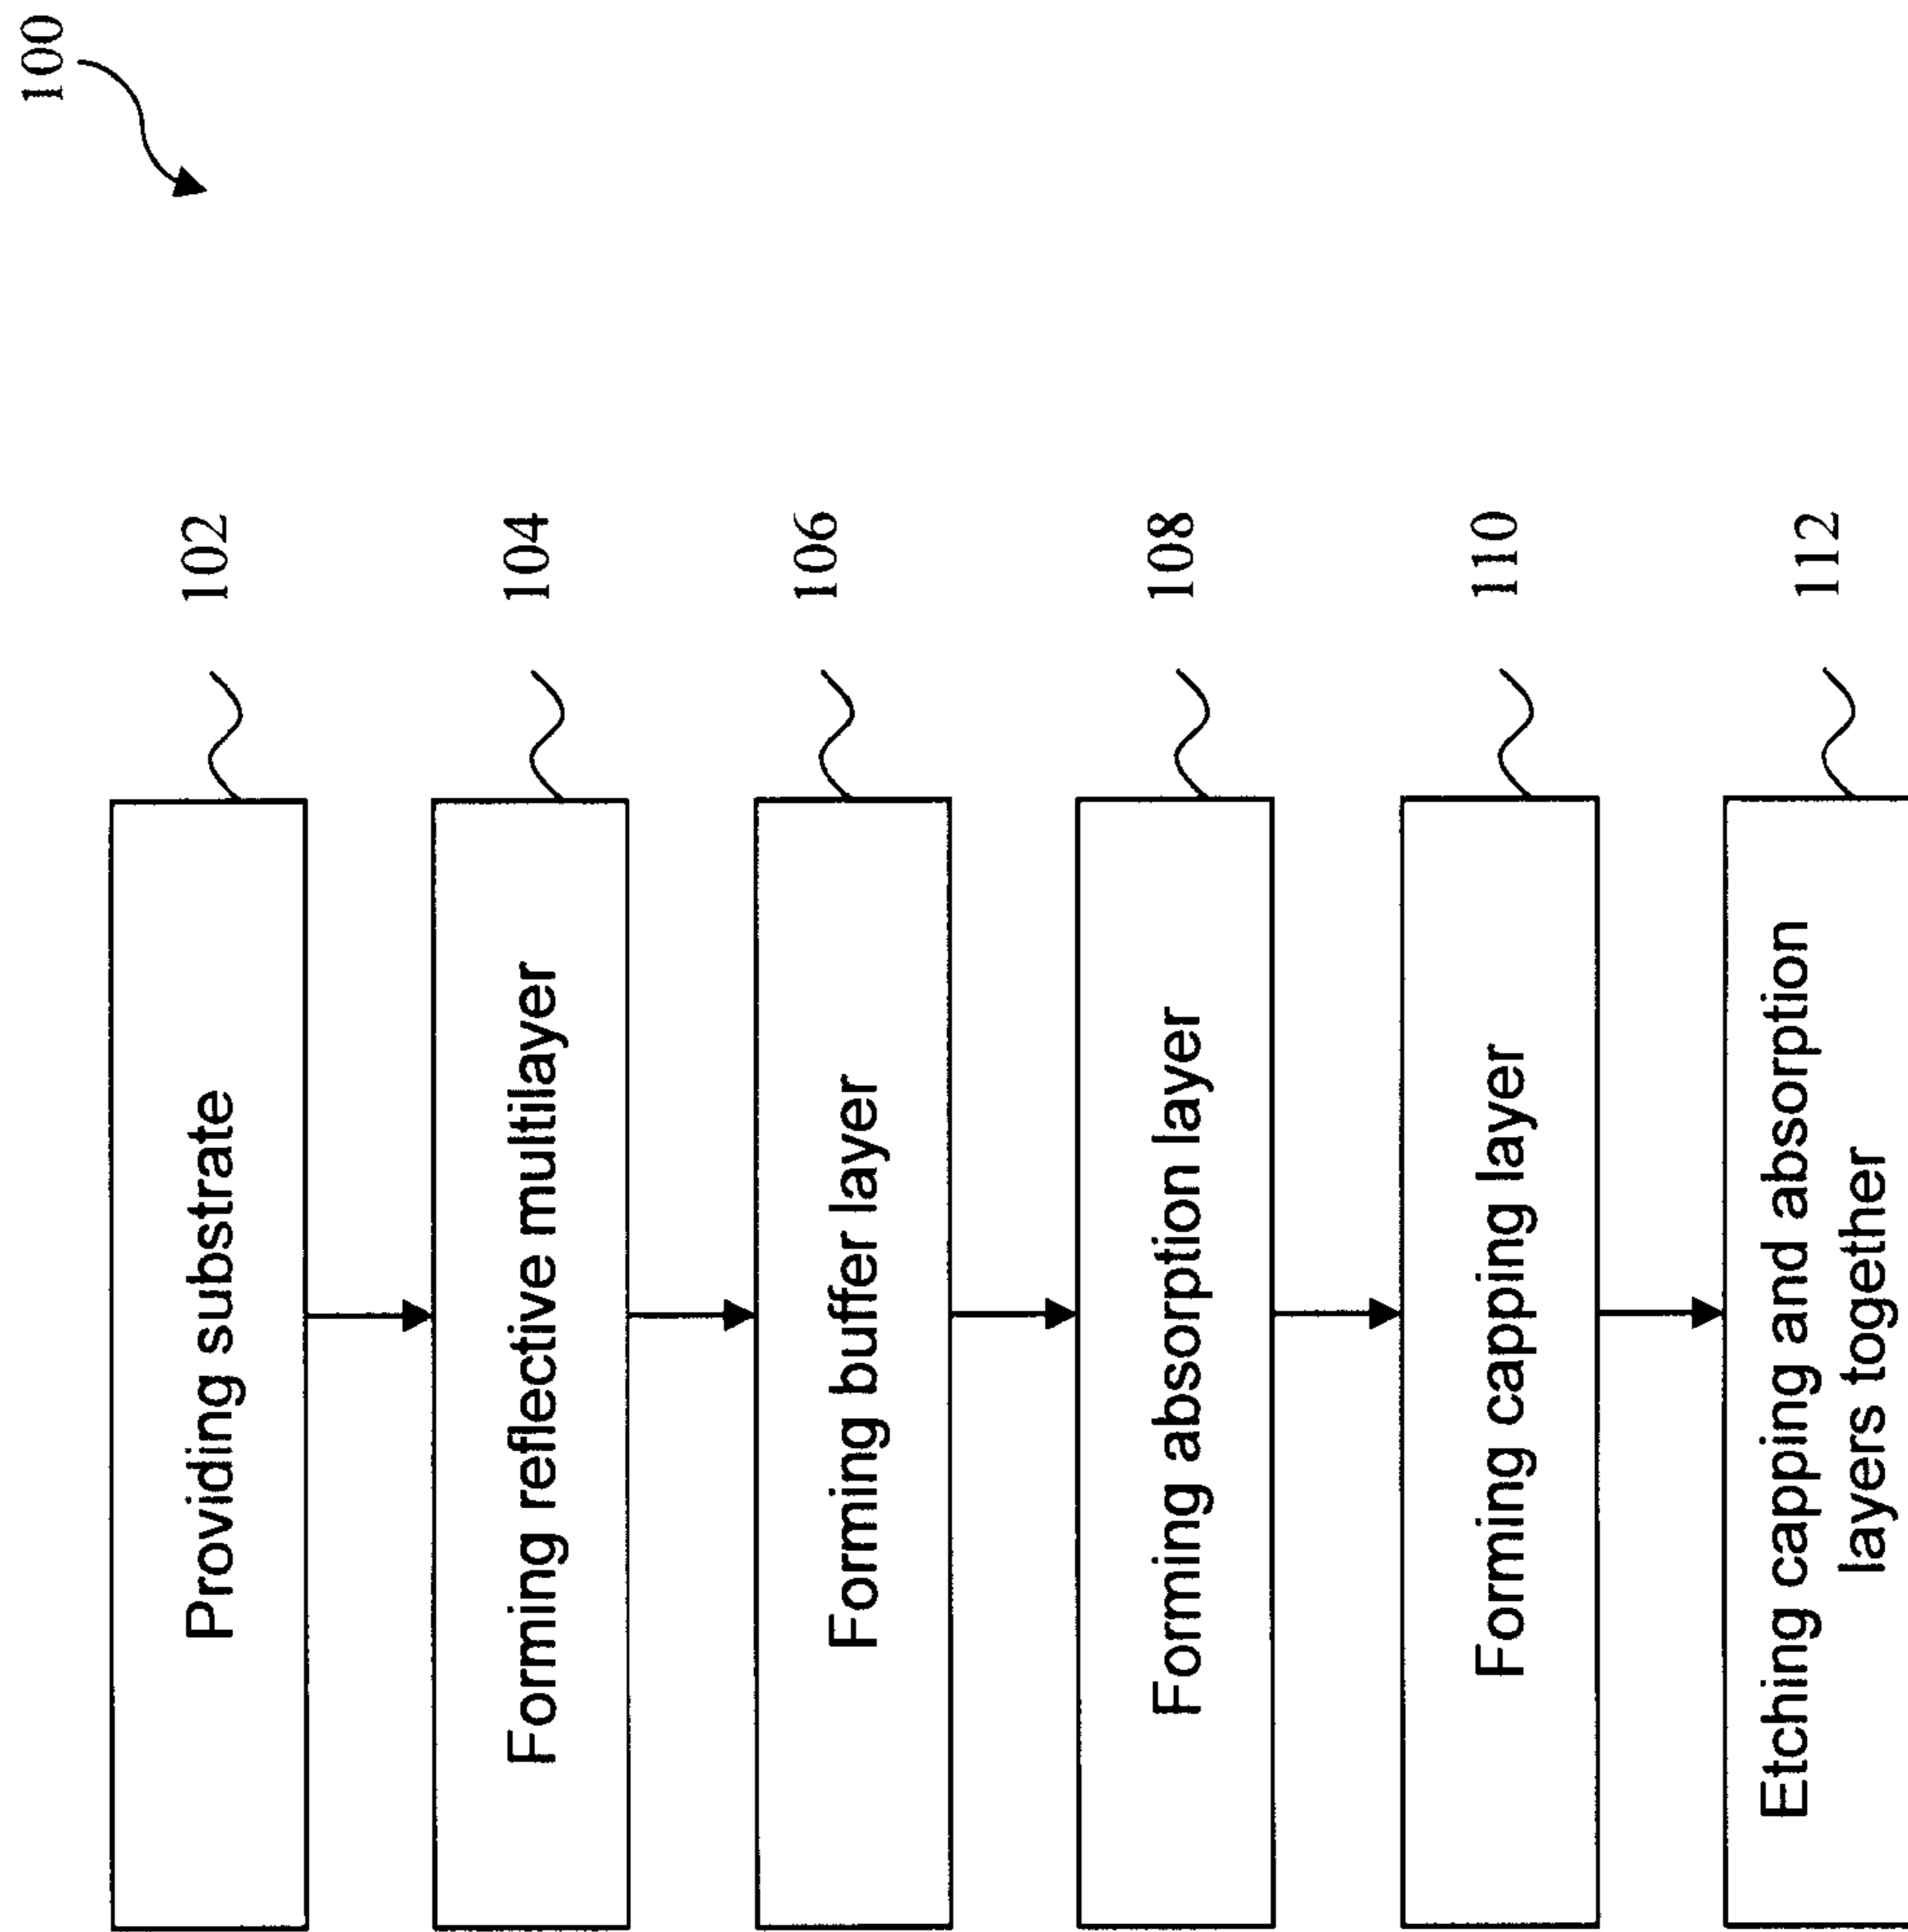 100
Providing substrate
102
Forming reflective multilayer
104
Forming buffer layer
106
Forming absorption layer
108
Forming capping layer
110
Etching capping and absorption
layers together
112